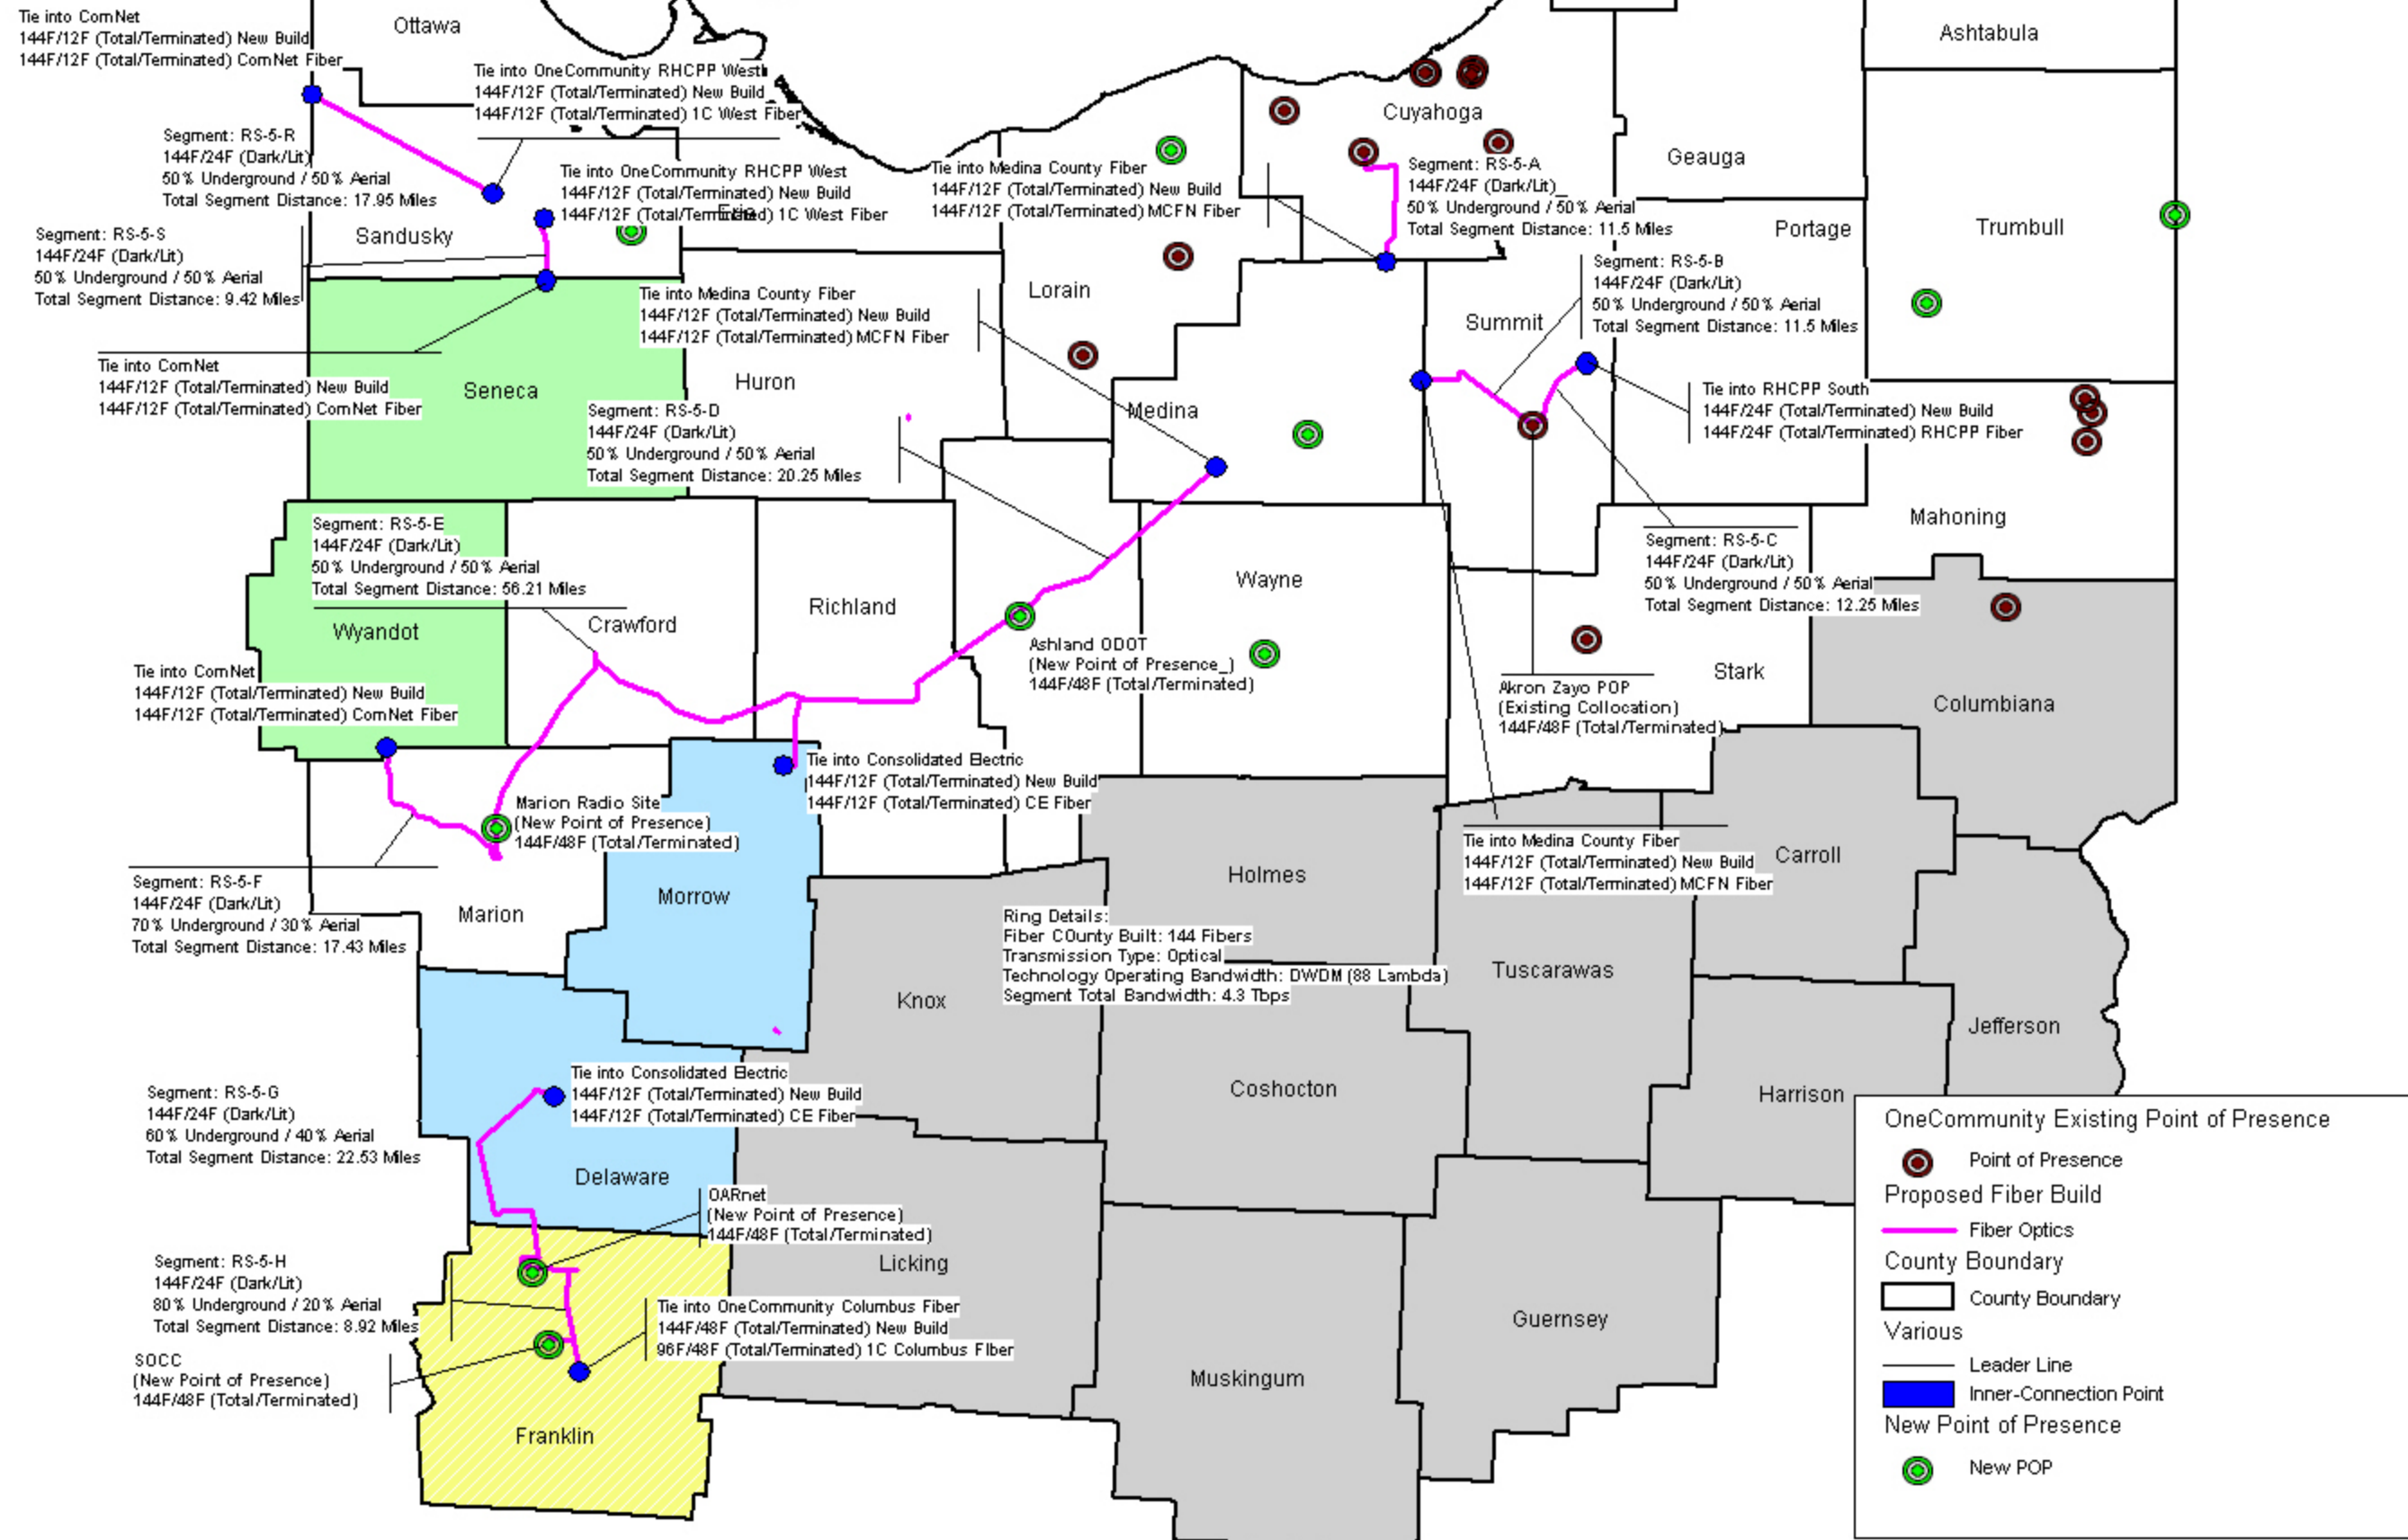 Tie into ComNet
144F/12F (Total/Terminated) New Build
144F/12F (Total/Terminated) ComNet Fiber
Ottawa
Ashtabula
Tie into OneCommunity RHCPP West
144F/12F (Total/Terminated) New Build
144F/12F (Total/Terminated) 1C West Fiber
Cuyahoga
Geauga
Segment: RS-5-R
144F/24F (Dark/Lit)
50% Underground / 50% Aerial
Total Segment Distance: 17.95 Miles
Tie into OneCommunity RHCPP West
144F/12F (Total/Terminated) New Build
144F/12F (Total/Terminated) 1C West Fiber
Tie into Medina County Fiber
144F/12F (Total/Terminated) New Build
144F/12F (Total/Terminated) MCFN Fiber
Segment: RS-5-A
144F/24F (Dark/Lit)_
50% Underground / 50% Aerial
Total Segment Distance: 11.5 Miles
Sandusky
Portage
Trumbull
Segment: RS-5-S
144F/24F (Dark/Lit)
50% Underground / 50% Aerial
Total Segment Distance: 9.42 Miles
Tie into Medina County Fiber
144F/12F (Total/Terminated) New Build
144F/12F (Total/Terminated) MCFN Fiber
Lorain
Summit
Segment: RS-5-B
144F/24F (Dark/Lit)
50% Underground / 50% Aerial
Total Segment Distance: 11.5 Miles
Tie into ComNet
144F/12F (Total/Terminated) New Build
144F/12F (Total/Terminated) ComNet Fiber
Seneca
Huron
Medina
Tie into RHCPP South
144F/24F (Total/Terminated) New Build
144F/24F (Total/Terminated) RHCPP Fiber
Segment: RS-5-D
144F/24F (Dark/Lit)
50% Underground / 50% Aerial
Total Segment Distance: 20.25 Miles
Mahoning
Segment: RS-5-E
144F/24F (Dark/Lit)
50% Underground / 50% Aerial
Total Segment Distance: 56.21 Miles
Segment: RS-5-C
144F/24F (Dark/Lit)
50% Underground / 50% Aerial
Total Segment Distance: 12.25 Miles
Wyandot
Crawford
Richland
Wayne
Ashland ODOT
(New Point of Presence_)
144F/48F (Total/Terminated)
Stark
Akron Zayo POP
(Existing Collocation)
144F/48F (Total/Terminated)
Columbiana
Tie into ComNet
144F/12F (Total/Terminated) New Build
144F/12F (Total/Terminated) ComNet Fiber
Tie into Consolidated Electric
144F/12F (Total/Terminated) New Build
144F/12F (Total/Terminated) CE Fiber
Marion Radio Site
(New Point of Presence)
144F/48F (Total/Terminated)
Tie into Medina County Fiber
144F/12F (Total/Terminated) New Build
144F/12F (Total/Terminated) MCFN Fiber
Carroll
Segment: RS-5-F
144F/24F (Dark/Lit)
70% Underground / 30% Aerial
Total Segment Distance: 17.43 Miles
Marion
Morrow
Holmes
Ring Details:
Fiber COunty Built: 144 Fibers
Transmission Type: Optical
Technology Operating Bandwidth: DWDM (88 Lambda)
Segment Total Bandwidth: 4.3 Tbps
Tuscarawas
Knox
Jefferson
Coshocton
Harrison
Segment: RS-5-G
144F/24F (Dark/Lit)
60% Underground / 40% Aerial
Total Segment Distance: 22.53 Miles
Tie into Consolidated Electric
144F/12F (Total/Terminated) New Build
144F/12F (Total/Terminated) CE Fiber
Delaware
OARnet
(New Point of Presence)
144F/48F (Total/Terminated)
Licking
Segment: RS-5-H
144F/24F (Dark/Lit)
80% Underground / 20% Aerial
Total Segment Distance: 8.92 Miles
Tie into OneCommunity Columbus Fiber
144F/48F (Total/Terminated) New Build
96F/48F (Total/Terminated) 1C Columbus FIber
SOCC
(New Point of Presence)
144F/48F (Total/Terminated)
Guernsey
Muskingum
Franklin
OneCommunity Existing Point of Presence
Point of Presence
Proposed Fiber Build
Fiber Optics
County Boundary
County Boundary
Various
Leader Line
Inner-Connection Point
New Point of Presence
New POP